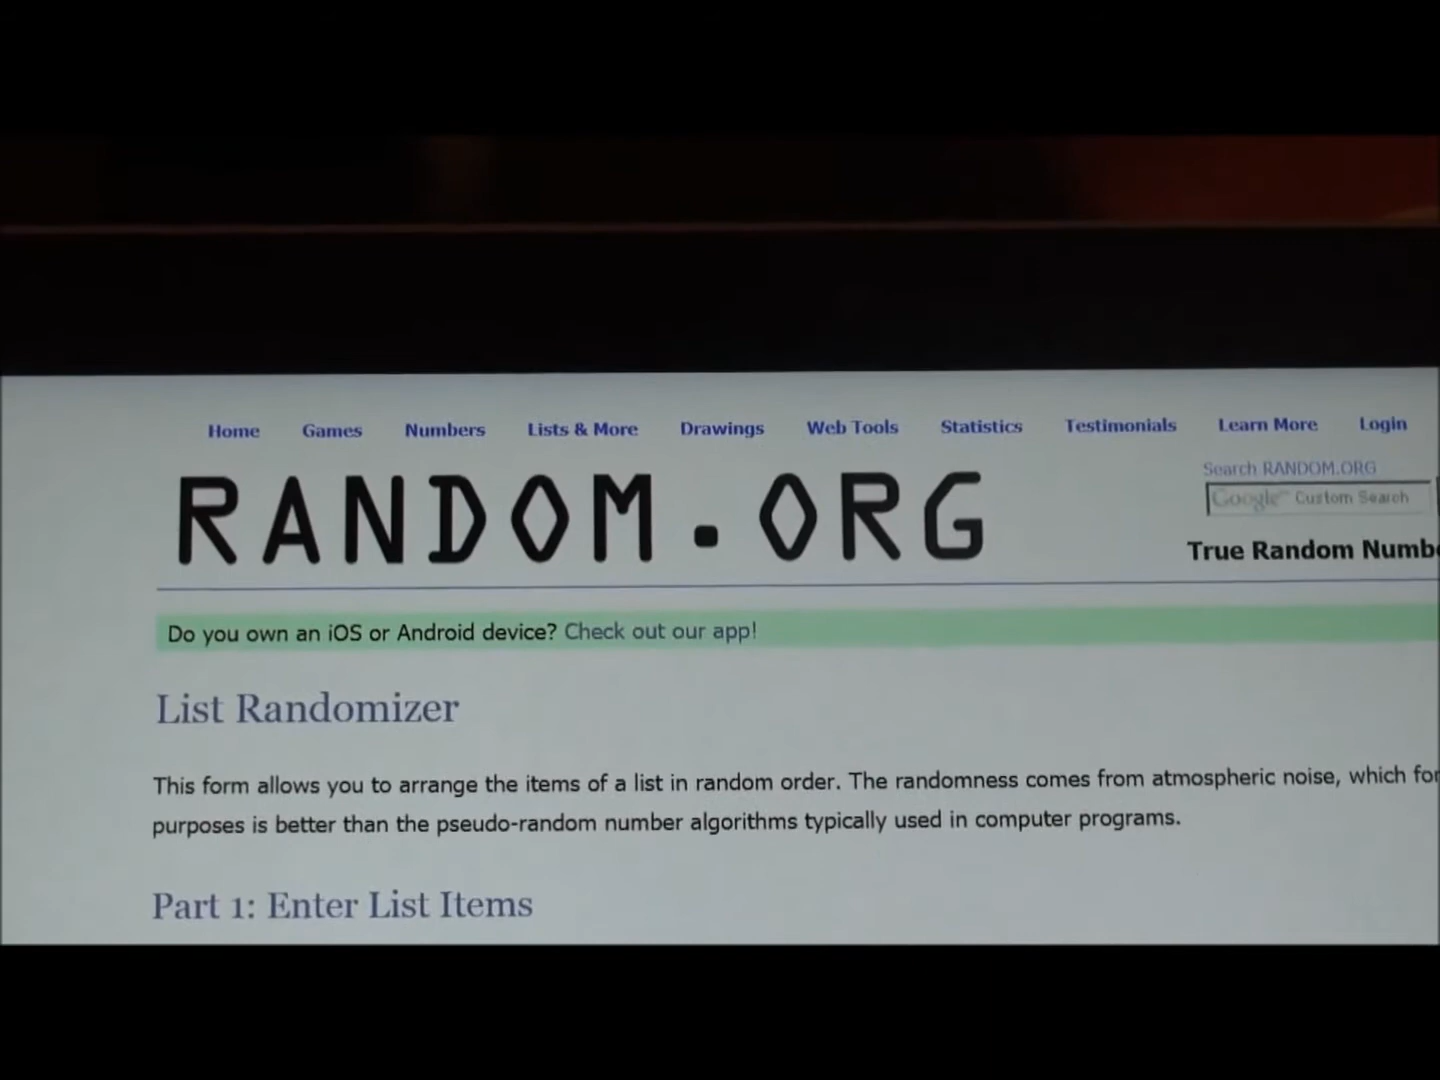 Home Games Numbers Lists & More Drawings Web Tools Statistics Testimonials Learn More Login
RANDOM.ORG
Search RANDOM.ORG
Google™ Custom Search
True Random Numbe
Do you own an iOS or Android device? Check out our app!
List Randomizer
This form allows you to arrange the items of a list in random order. The randomness comes from atmospheric noise, which for
purposes is better than the pseudo-random number algorithms typically used in computer programs.
Part 1: Enter List Items